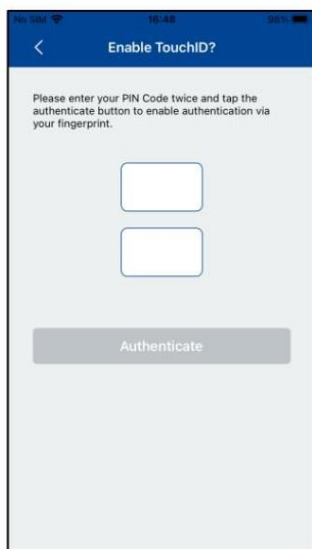 No SIM 16:48 98%
Enable TouchID?
Please enter your PIN Code twice and tap the
authenticate button to enable authentication via
your fingerprint.
Authenticate